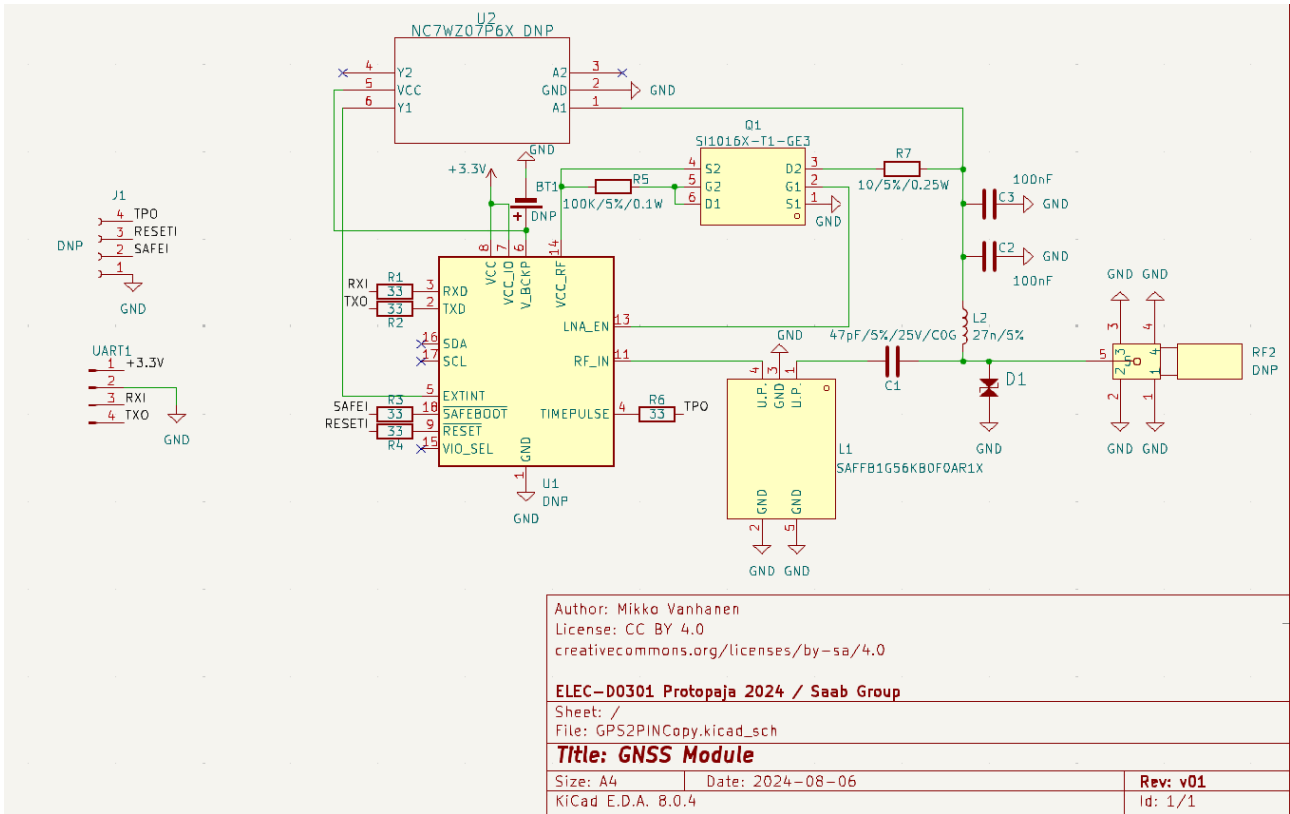 U2
NC7WZ07P6X DNP
4 Y2
5 VCC
6 Y1
A2 3
GND 2 GND
A1 1
J1
DNP
4 TPO
3 RESETI
2 SAFEI
1
GND
UART1
1 +3.3V
2
3 RXI
4 TXO
GND
+3.3V
GND
BT1
+
DNP
Q1
SI1016X-T1-GE3
4 S2
5 G2
6 D1
D2 3
G1 2
S1 1
GND
R5
100K/5%/0.1W
R7
10/5%/0.25W
100nF
C3 GND
C2 GND
100nF
L2
27n/5%
8 VCC
7 VCC_IO
6 V_BCKP
14 VCC_RF
RXI R1 33 3 RXD
TXO 33 2 TXD
R2
16 SDA
17 SCL
5 EXTINT
SAFEI R3 33 18 SAFEBOOT
RESETI 33 9 RESET
R4
15 VIO_SEL
LNA_EN 13
RF_IN 11
TIMEPULSE 4
R6
33
TPO
GND
1
GND
U1
DNP
47pF/5%/25V/COG
C1
GND
4 U.P.
3 GND
1 U.P.
L1
SAFFB1G56KB0F0AR1X
GND GND
2 5
GND GND
D1
GND
GND GND
3 4
5
3 4
5
2 1
2 1
GND GND
RF2
DNP
Author: Mikko Vanhanen
License: CC BY 4.0
creativecommons.org/licenses/by-sa/4.0
ELEC-D0301 Protopaja 2024 / Saab Group
Sheet: /
File: GPS2PINCopy.kicad_sch
Title: GNSS Module
Size: A4 Date: 2024-08-06 Rev: v01
KiCad E.D.A. 8.0.4 Id: 1/1